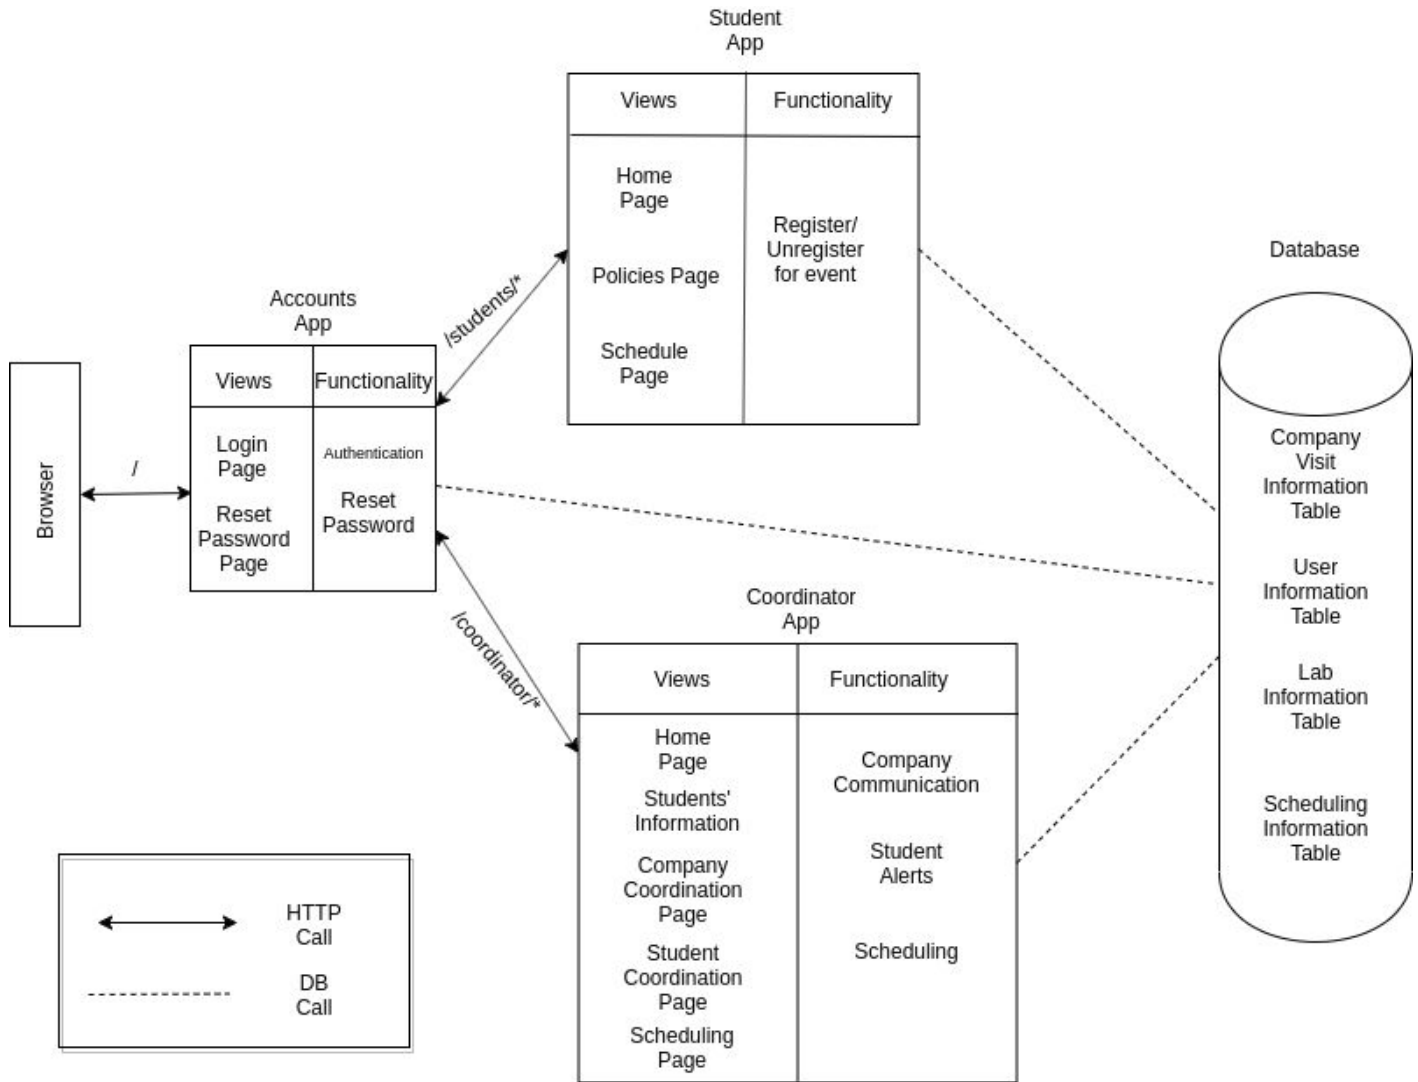 Student
App
Views
Functionality
Home
Page
Policies Page
Schedule
Page
Register/
Unregister
for event
Database
Company
Visit
Information
Table
User
Information
Table
Lab
Information
Table
Scheduling
Information
Table
Accounts
App
Views
Functionality
Login
Page
Reset
Password
Page
Authentication
Reset
Password
Browser
/
/students/*
/coordinator/*
Coordinator
App
Views
Functionality
Home
Page
Students'
Information
Company
Coordination
Page
Student
Coordination
Page
Scheduling
Page
Company
Communication
Student
Alerts
Scheduling
HTTP
Call
DB
Call